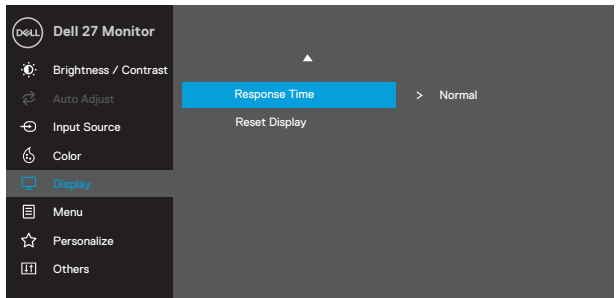 DELL Dell 27 Monitor
Brightness / Contrast
Auto Adjust
Response Time > Normal
Input Source
Reset Display
Color
Display
Menu
Personalize
Others